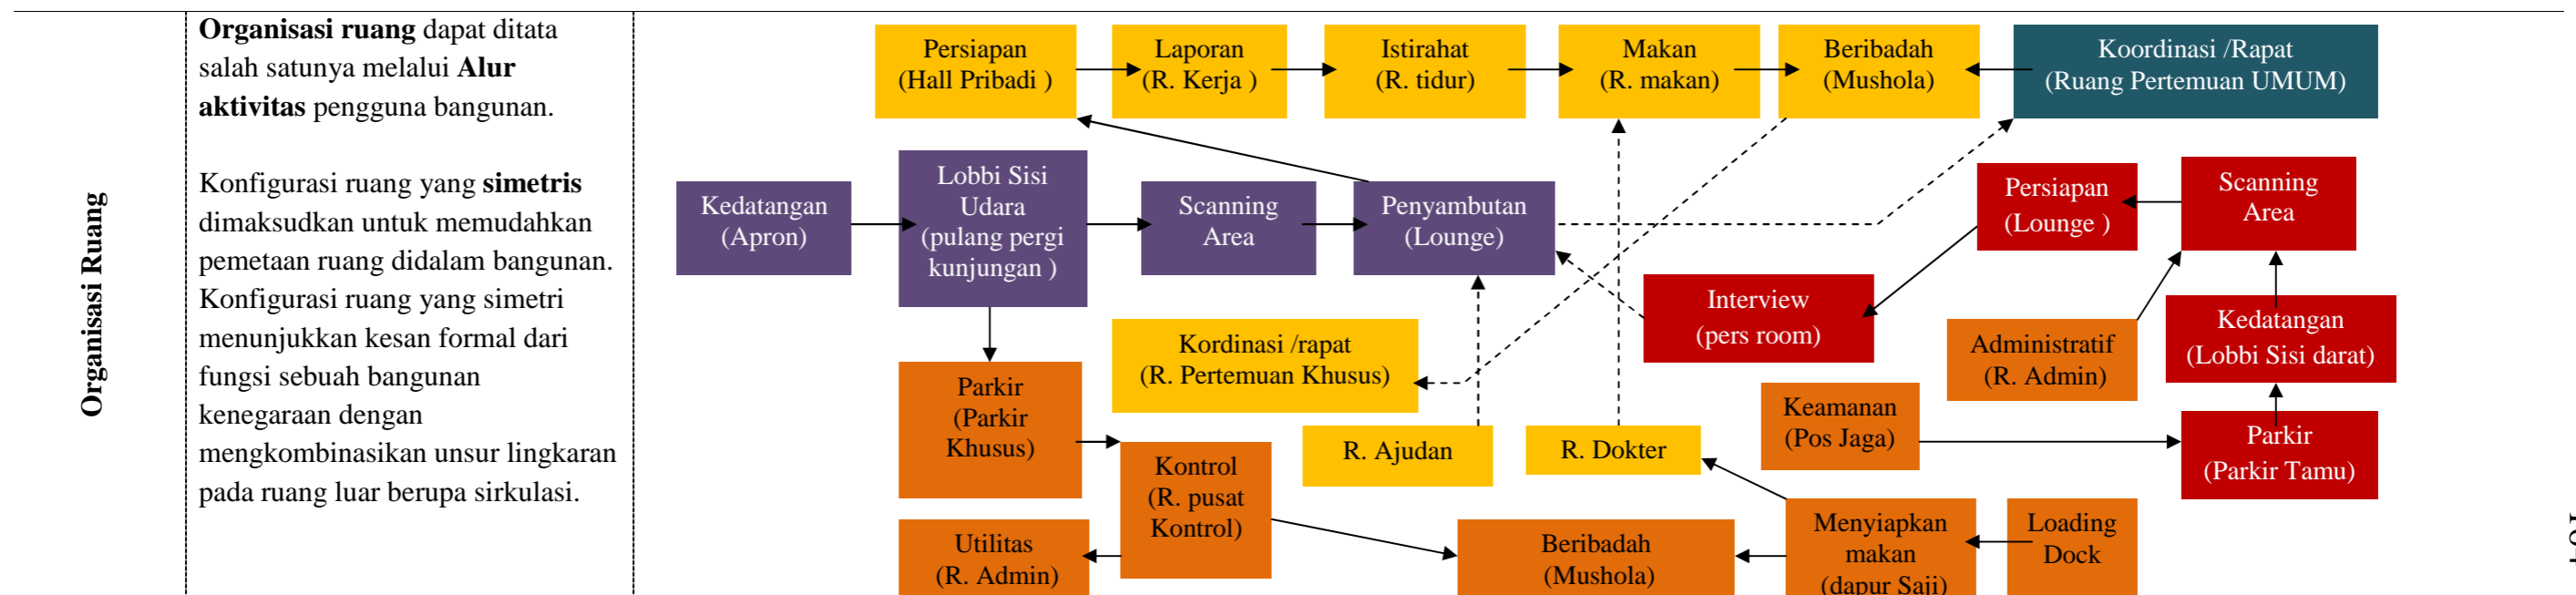 Organisasi Ruang
Organisasi ruang dapat ditata
salah satunya melalui Alur
aktivitas pengguna bangunan.
Konfigurasi ruang yang simetris
dimaksudkan untuk memudahkan
pemetaan ruang didalam bangunan.
Konfigurasi ruang yang simetri
menunjukkan kesan formal dari
fungsi sebuah bangunan
kenegaraan dengan
mengkombinasikan unsur lingkaran
pada ruang luar berupa sirkulasi.
Persiapan
(Hall Pribadi )
Laporan
(R. Kerja )
Istirahat
(R. tidur)
Makan
(R. makan)
Beribadah
(Mushola)
Koordinasi /Rapat
(Ruang Pertemuan UMUM)
Kedatangan
(Apron)
Lobbi Sisi
Udara
(pulang pergi
kunjungan )
Scanning
Area
Penyambutan
(Lounge)
Persiapan
(Lounge )
Scanning
Area
Interview
(pers room)
Kordinasi /rapat
(R. Pertemuan Khusus)
Administratif
(R. Admin)
Kedatangan
(Lobbi Sisi darat)
Parkir
(Parkir
Khusus)
Keamanan
(Pos Jaga)
Parkir
(Parkir Tamu)
R. Ajudan
R. Dokter
Kontrol
(R. pusat
Kontrol)
Utilitas
(R. Admin)
Beribadah
(Mushola)
Menyiapkan
makan
(dapur Saji)
Loading
Dock